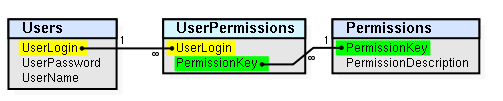 Users
UserLogin
UserPassword
UserName
1
∞
UserPermissions
UserLogin
PermissionKey
∞
1
Permissions
PermissionKey
PermissionDescription